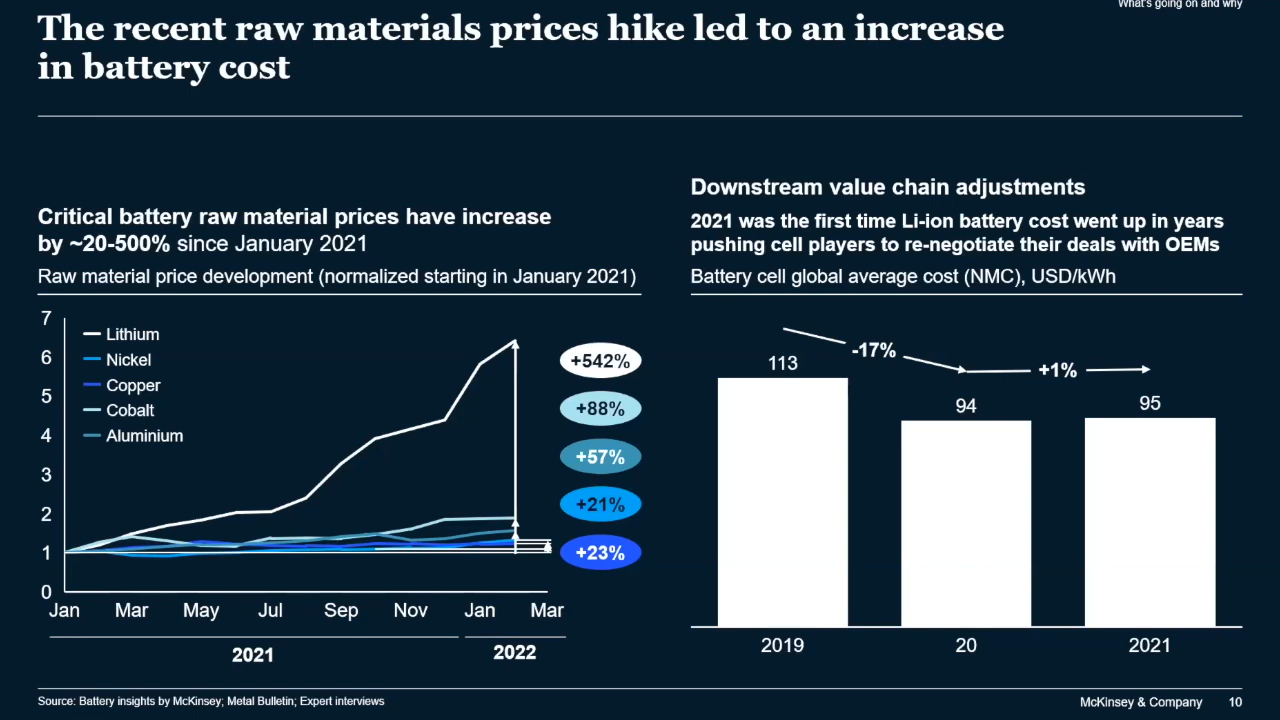 What's going on and why
The recent raw materials prices hike led to an increase
in battery cost
Critical battery raw material prices have increase
by ~20-500% since January 2021
Raw material price development (normalized starting in January 2021)
7
6
5
4
3
2
1
0
Lithium
Nickel
Copper
Cobalt
Aluminium
+542%
+88%
+57%
+21%
+23%
Jan Mar May Jul Sep Nov Jan Mar
2021 2022
Downstream value chain adjustments
2021 was the first time Li-ion battery cost went up in years
pushing cell players to re-negotiate their deals with OEMs
Battery cell global average cost (NMC), USD/kWh
-17%
+1%
113
94
95
2019 20 2021
Source: Battery insights by McKinsey; Metal Bulletin; Expert interviews
McKinsey & Company 10